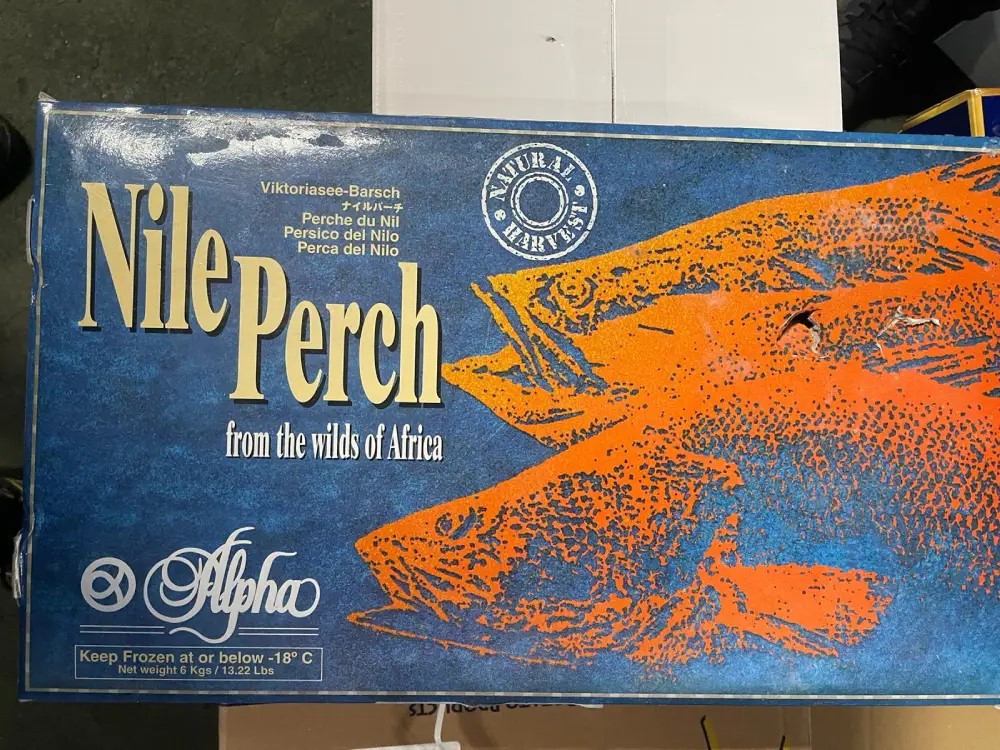 Nile
Perch
Viktoriasee-Barsch
ナイルパーチ
Perche du Nil
Persico del Nilo
Perca del Nilo
NATURAL
HARVEST
from the wilds of Africa
Alpha
Keep Frozen at or below -18º C
Net weight 6 Kgs / 13.22 Lbs
PRODUCTS